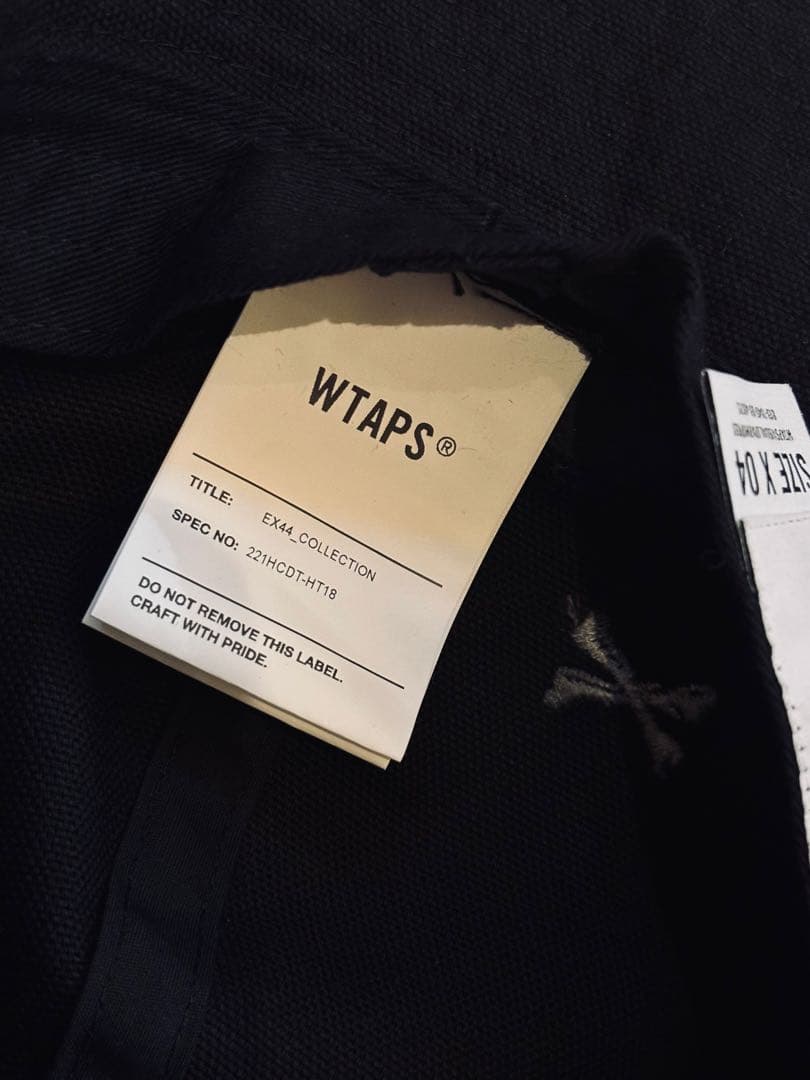 WTAPS®
TITLE: EX44_COLLECTION
SPEC NO: 221HCDT-HT18
DO NOT REMOVE THIS LABEL.
CRAFT WITH PRIDE.
SIZE X 04